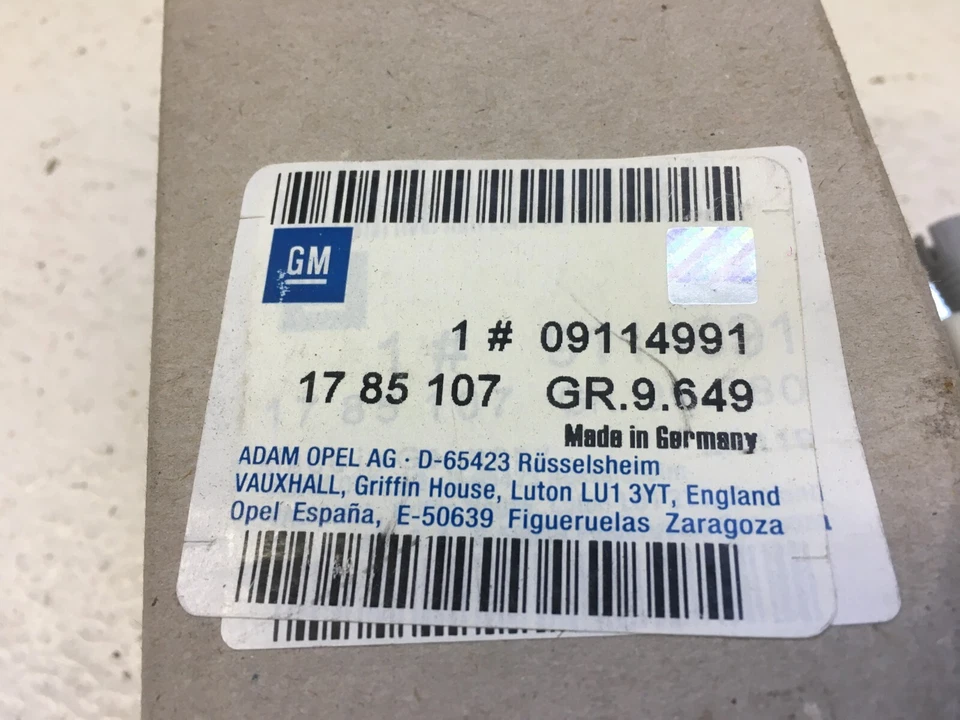 GM
1 # 09114991
17 85 107 GR.9.649
Made in Germany
ADAM OPEL AG · D-65423 Rüsselsheim
VAUXHALL, Griffin House, Luton LU1 3YT, England
Opel España, E-50639 Figueruelas Zaragoza